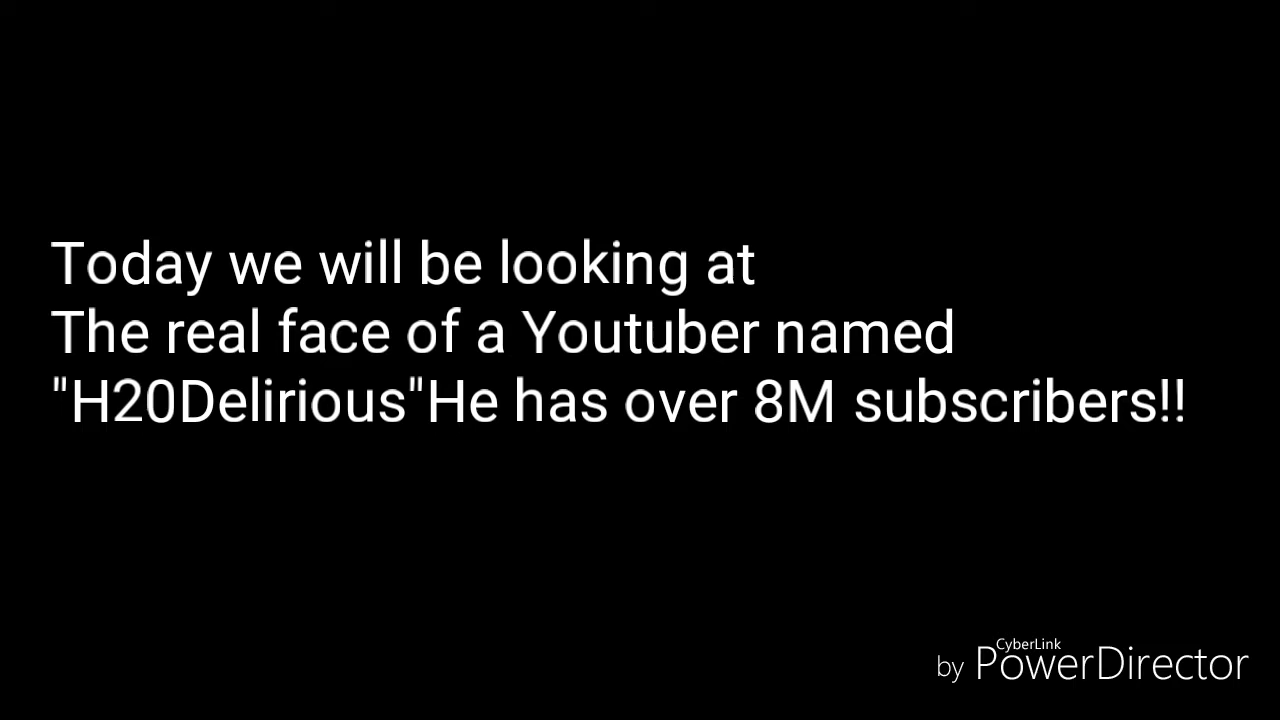 Today we will be looking at
The real face of a Youtuber named
"H20Delirious"He has over 8M subscribers!!
CyberLink
by PowerDirector